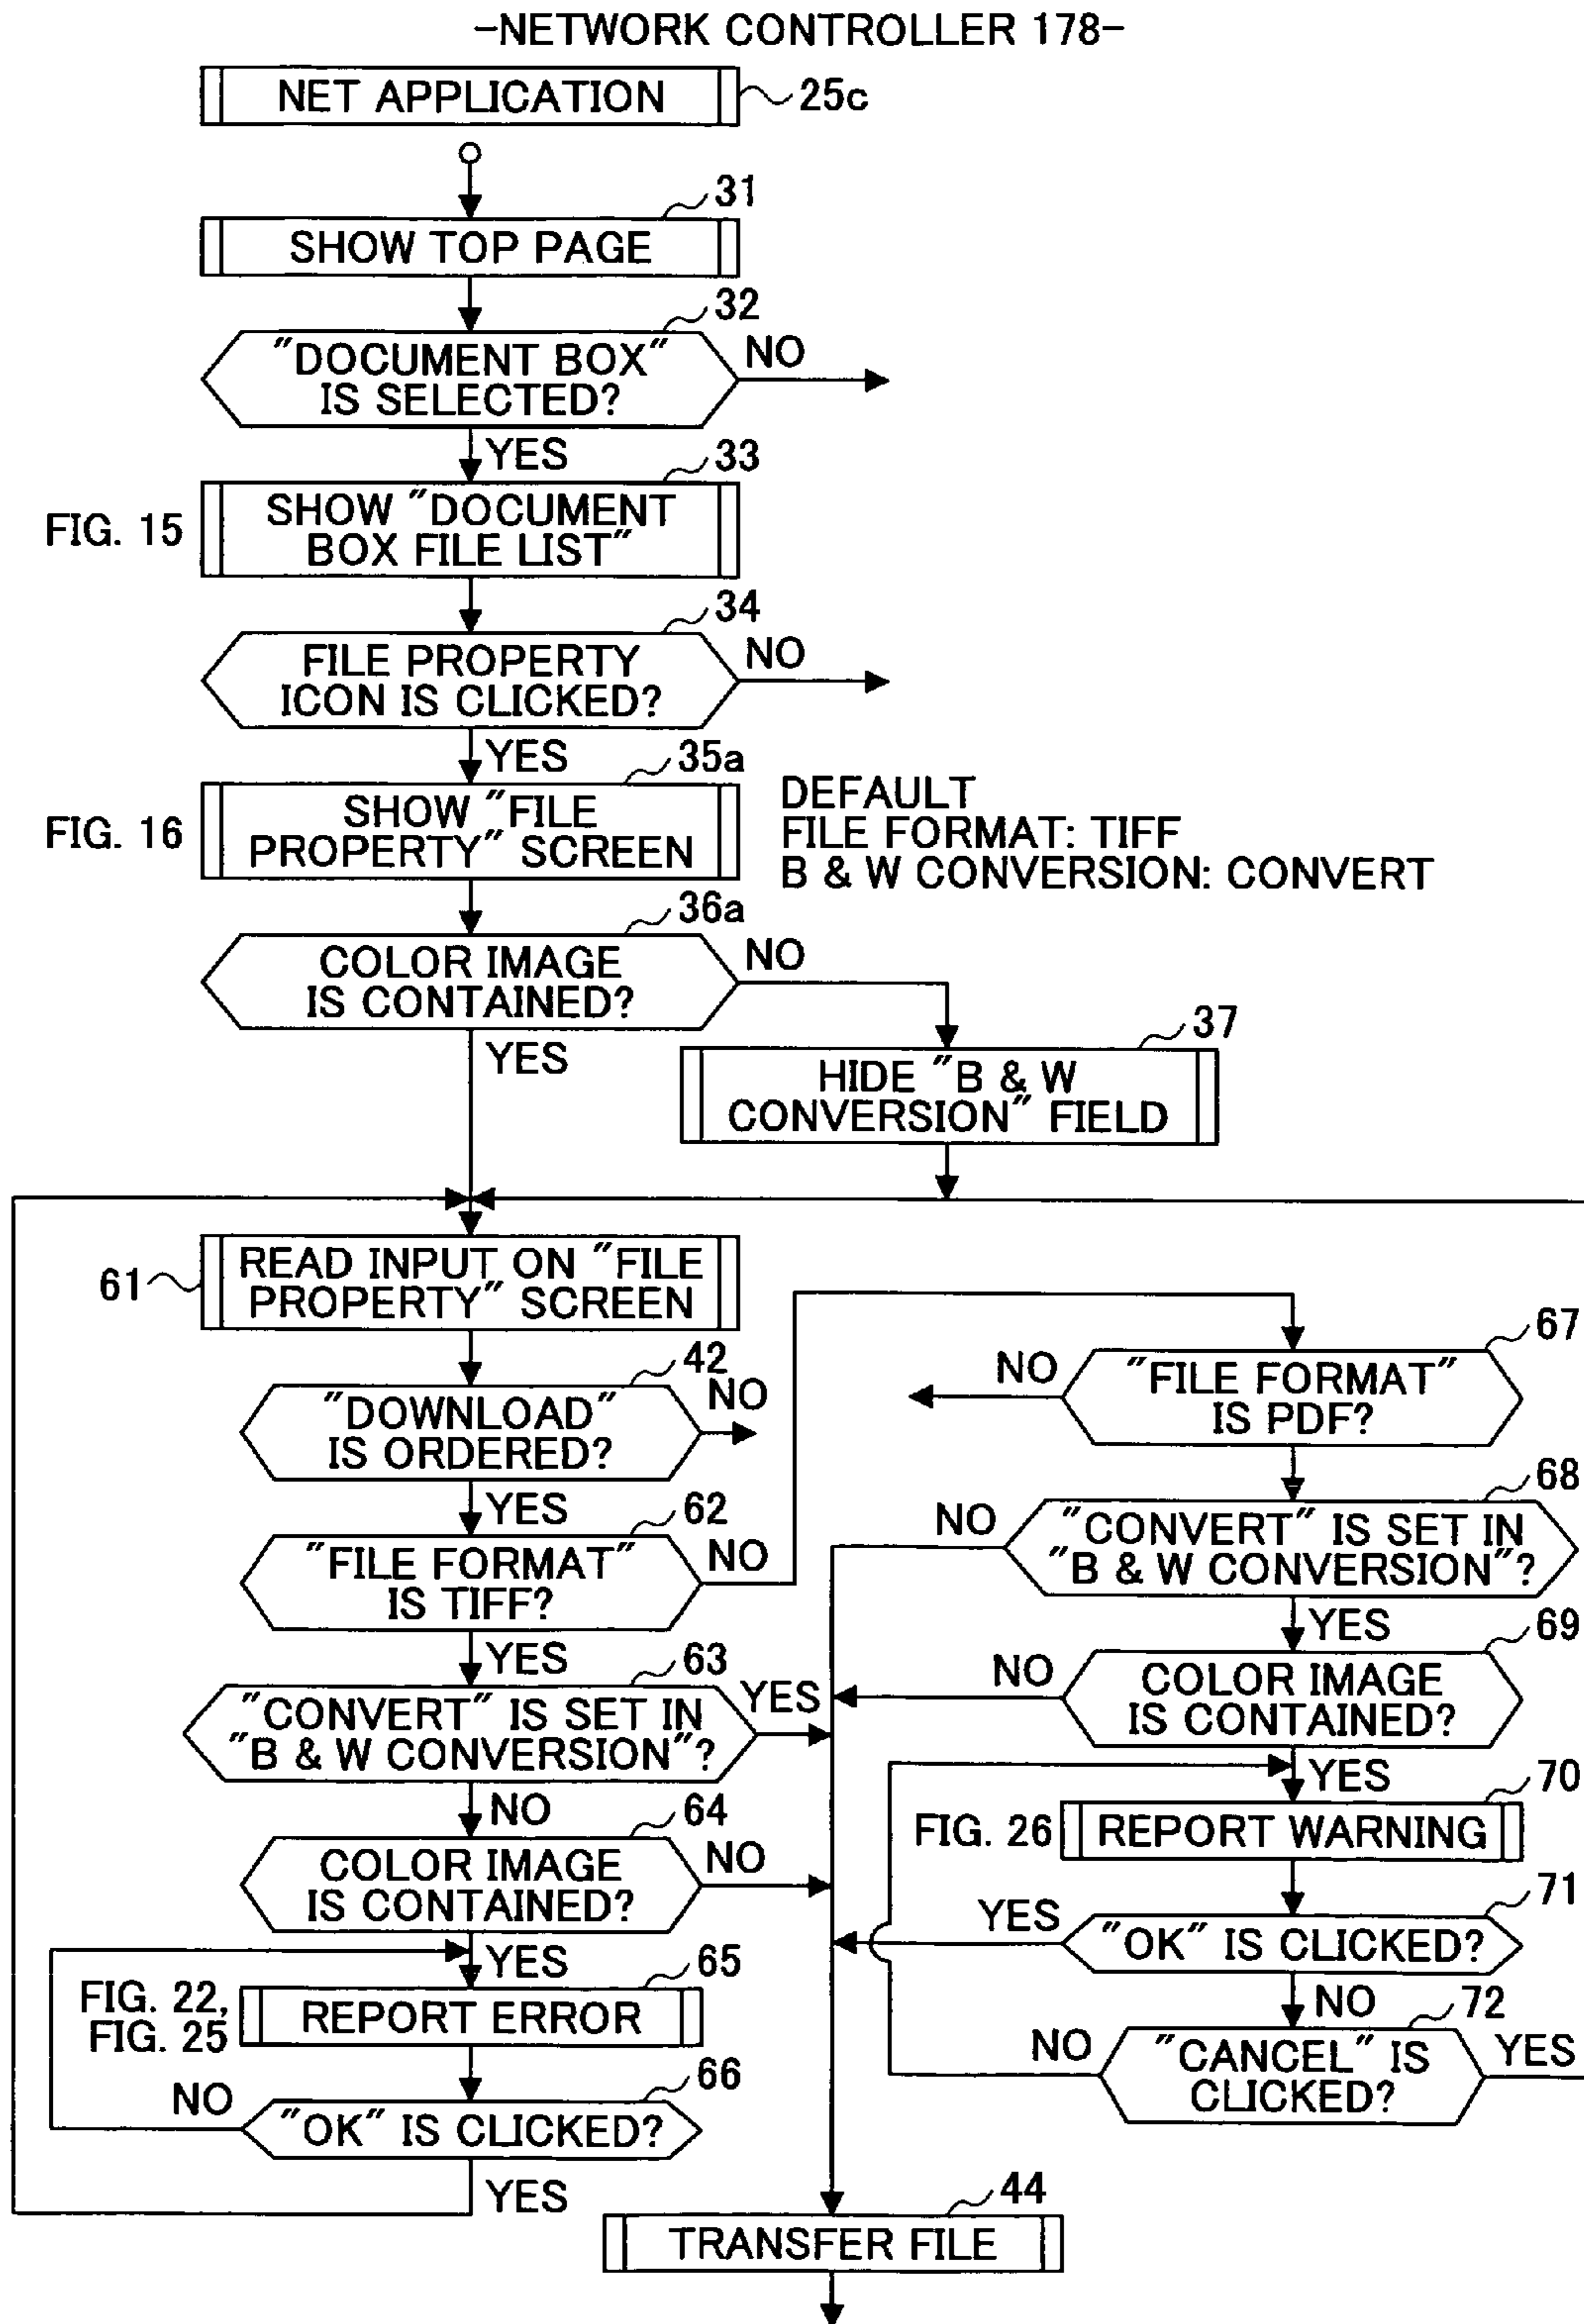 -NETWORK CONTROLLER 178-
NET APPLICATION
25c
31
SHOW TOP PAGE
32
"DOCUMENT BOX"
IS SELECTED?
NO
YES
33
FIG. 15
SHOW "DOCUMENT
BOX FILE LIST"
34
FILE PROPERTY
ICON IS CLICKED?
NO
YES
35a
FIG. 16
SHOW "FILE
PROPERTY" SCREEN
DEFAULT
FILE FORMAT: TIFF
B & W CONVERSION: CONVERT
36a
COLOR IMAGE
IS CONTAINED?
NO
YES
37
HIDE "B & W
CONVERSION" FIELD
61
READ INPUT ON "FILE
PROPERTY" SCREEN
42
"DOWNLOAD"
IS ORDERED?
NO
YES
62
"FILE FORMAT"
IS TIFF?
NO
YES
63
"CONVERT" IS SET IN
"B & W CONVERSION"?
YES
NO
64
COLOR IMAGE
IS CONTAINED?
NO
YES
65
FIG. 22,
FIG. 25
REPORT ERROR
66
NO
"OK" IS CLICKED?
YES
67
NO
"FILE FORMAT"
IS PDF?
68
NO
"CONVERT" IS SET IN
"B & W CONVERSION"?
YES
69
NO
COLOR IMAGE
IS CONTAINED?
YES
70
FIG. 26
REPORT WARNING
71
YES
"OK" IS CLICKED?
NO
72
NO
"CANCEL" IS
CLICKED?
YES
44
TRANSFER FILE